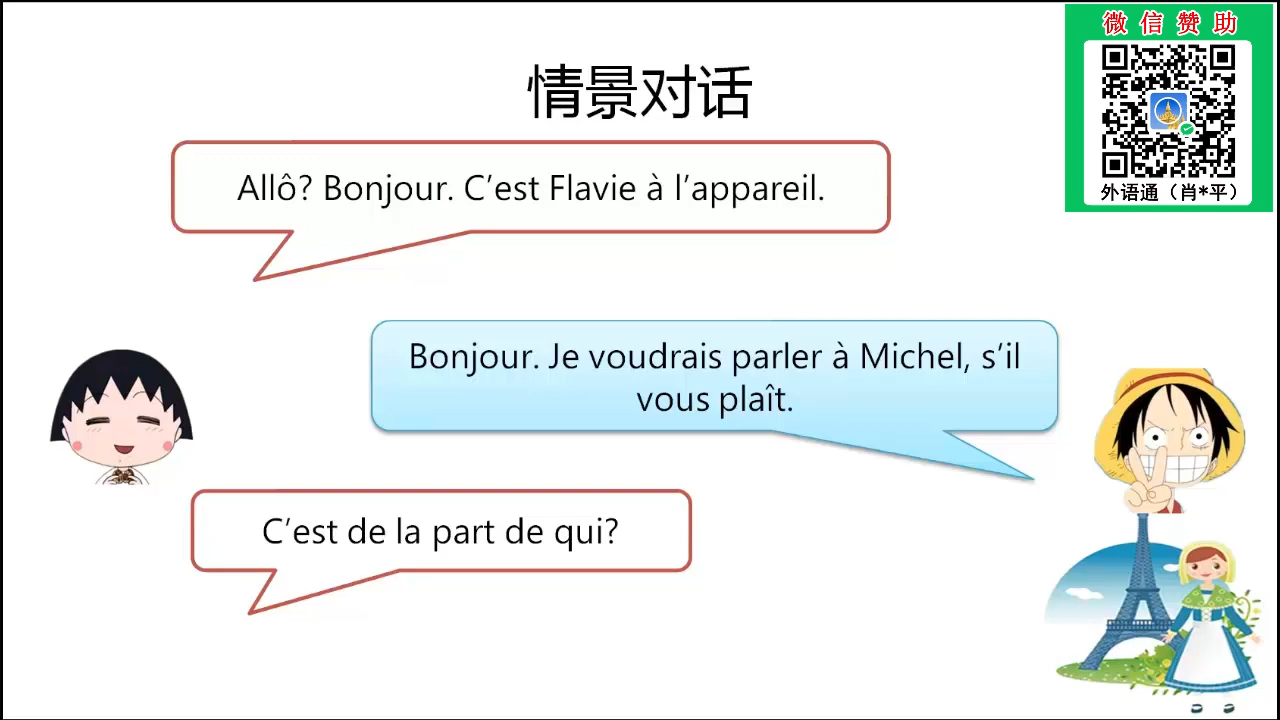 微信赞助
情景对话
Allô? Bonjour. C’est Flavie à l’appareil.
外语通（肖*平）
Bonjour. Je voudrais parler à Michel, s’il
vous plaît.
C’est de la part de qui?